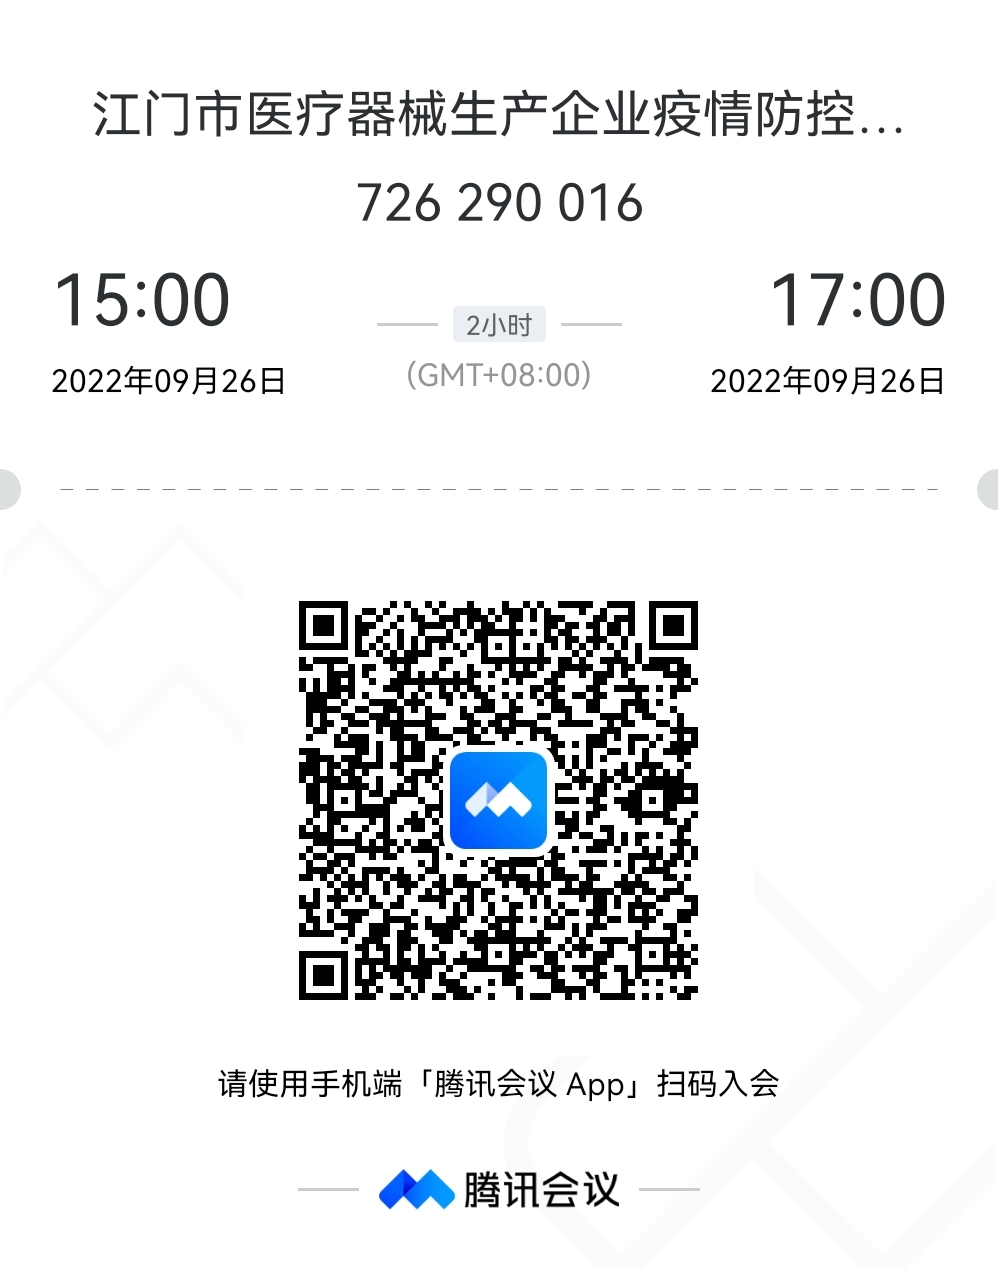 江门市医疗器械生产企业疫情防控...
726 290 016
15:00
2小时
17:00
2022年09月26日
(GMT+08:00)
2022年09月26日
请使用手机端「腾讯会议 App」扫码入会
腾讯会议